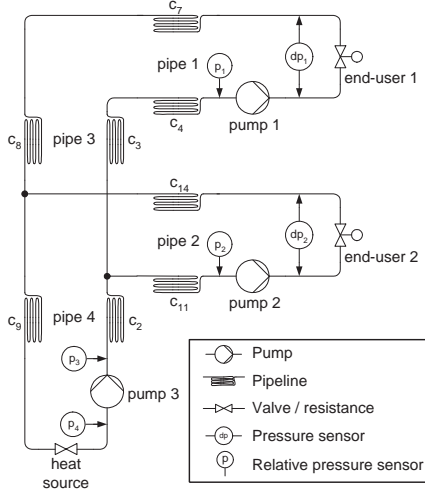 c7
pipe 1
p1
dp1
end-user 1
c4
pump 1
c8
pipe 3
c3
c14
pipe 2
p2
dp2
end-user 2
c11
pump 2
c9
pipe 4
c2
p3
pump 3
p4
heat
source
Pump
Pipeline
Valve / resistance
dp
Pressure sensor
p
Relative pressure sensor